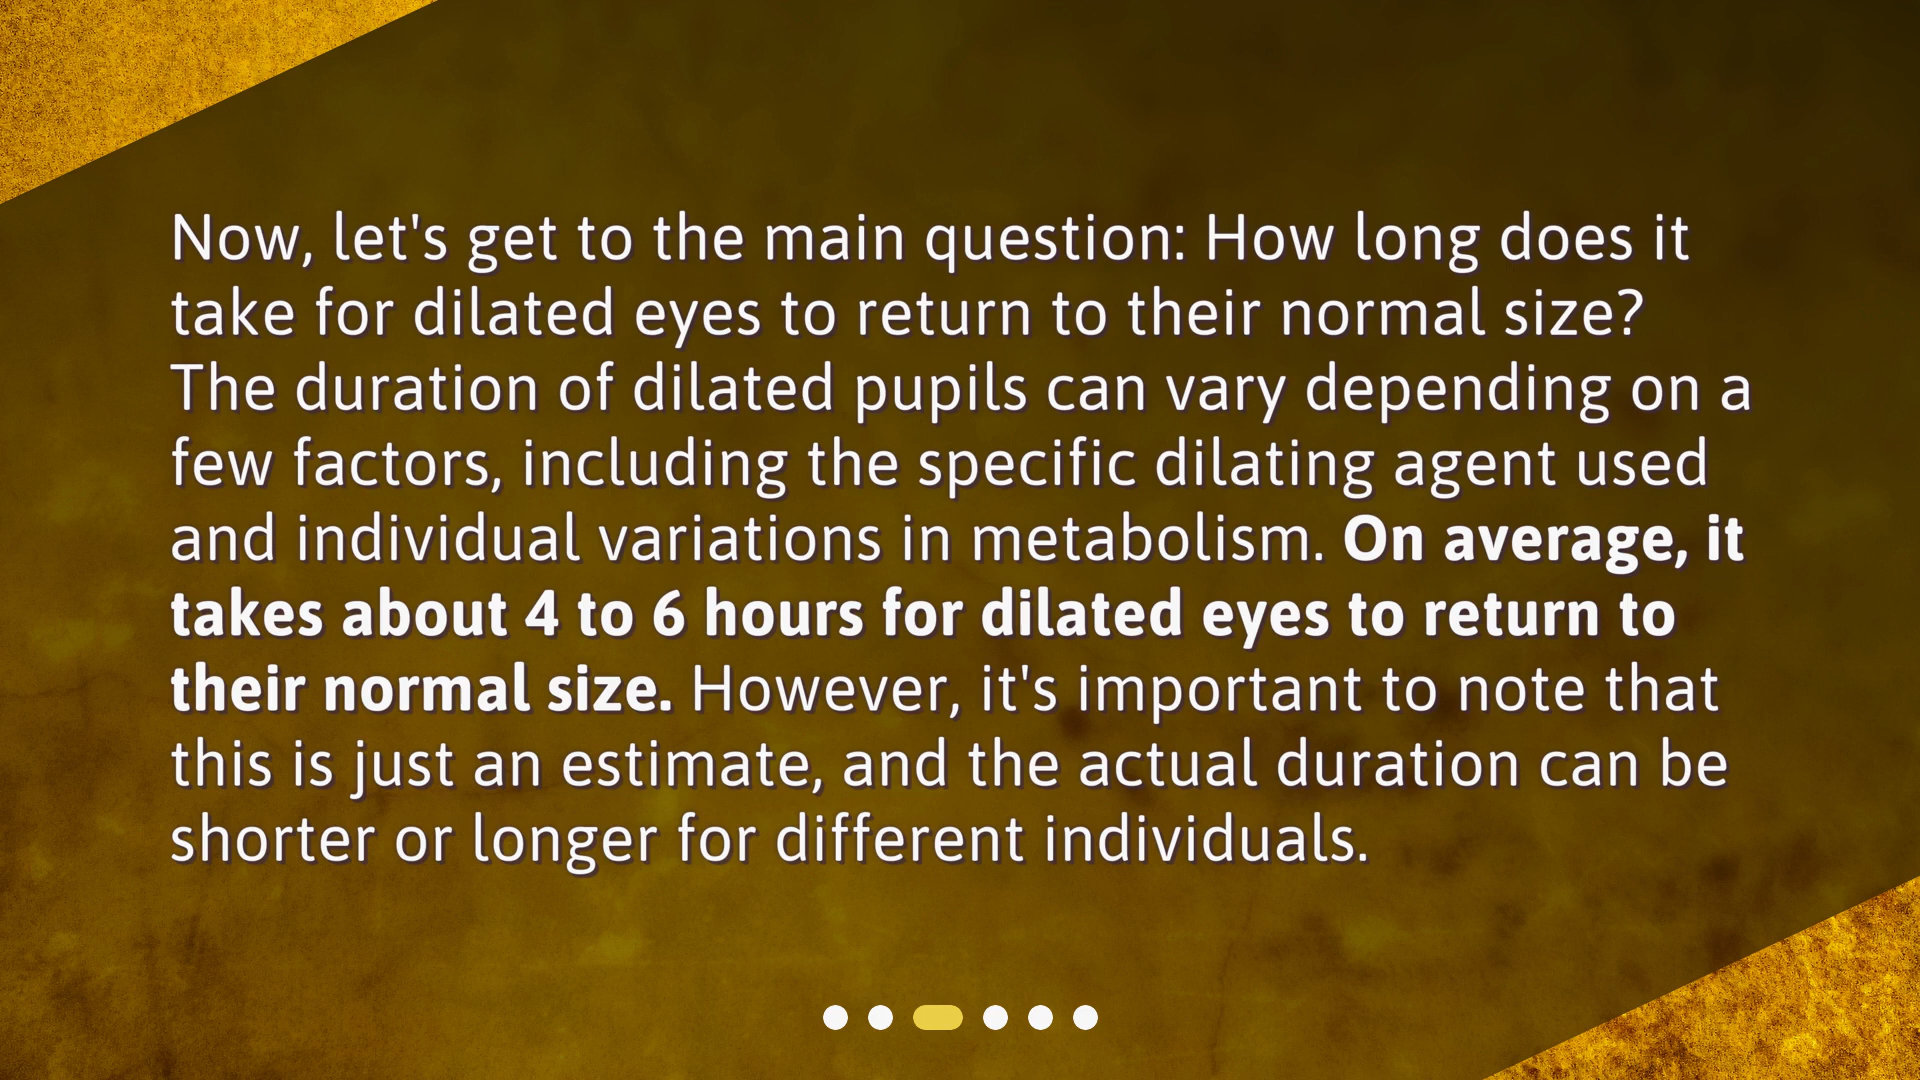 Now, let's get to the main question: How long does it
take for dilated eyes to return to their normal size?
The duration of dilated pupils can vary depending on a
few factors, including the specific dilating agent used
and individual variations in metabolism. On average, it
takes about 4 to 6 hours for dilated eyes to return to
their normal size. However, it's important to note that
this is just an estimate, and the actual duration can be
shorter or longer for different individuals.